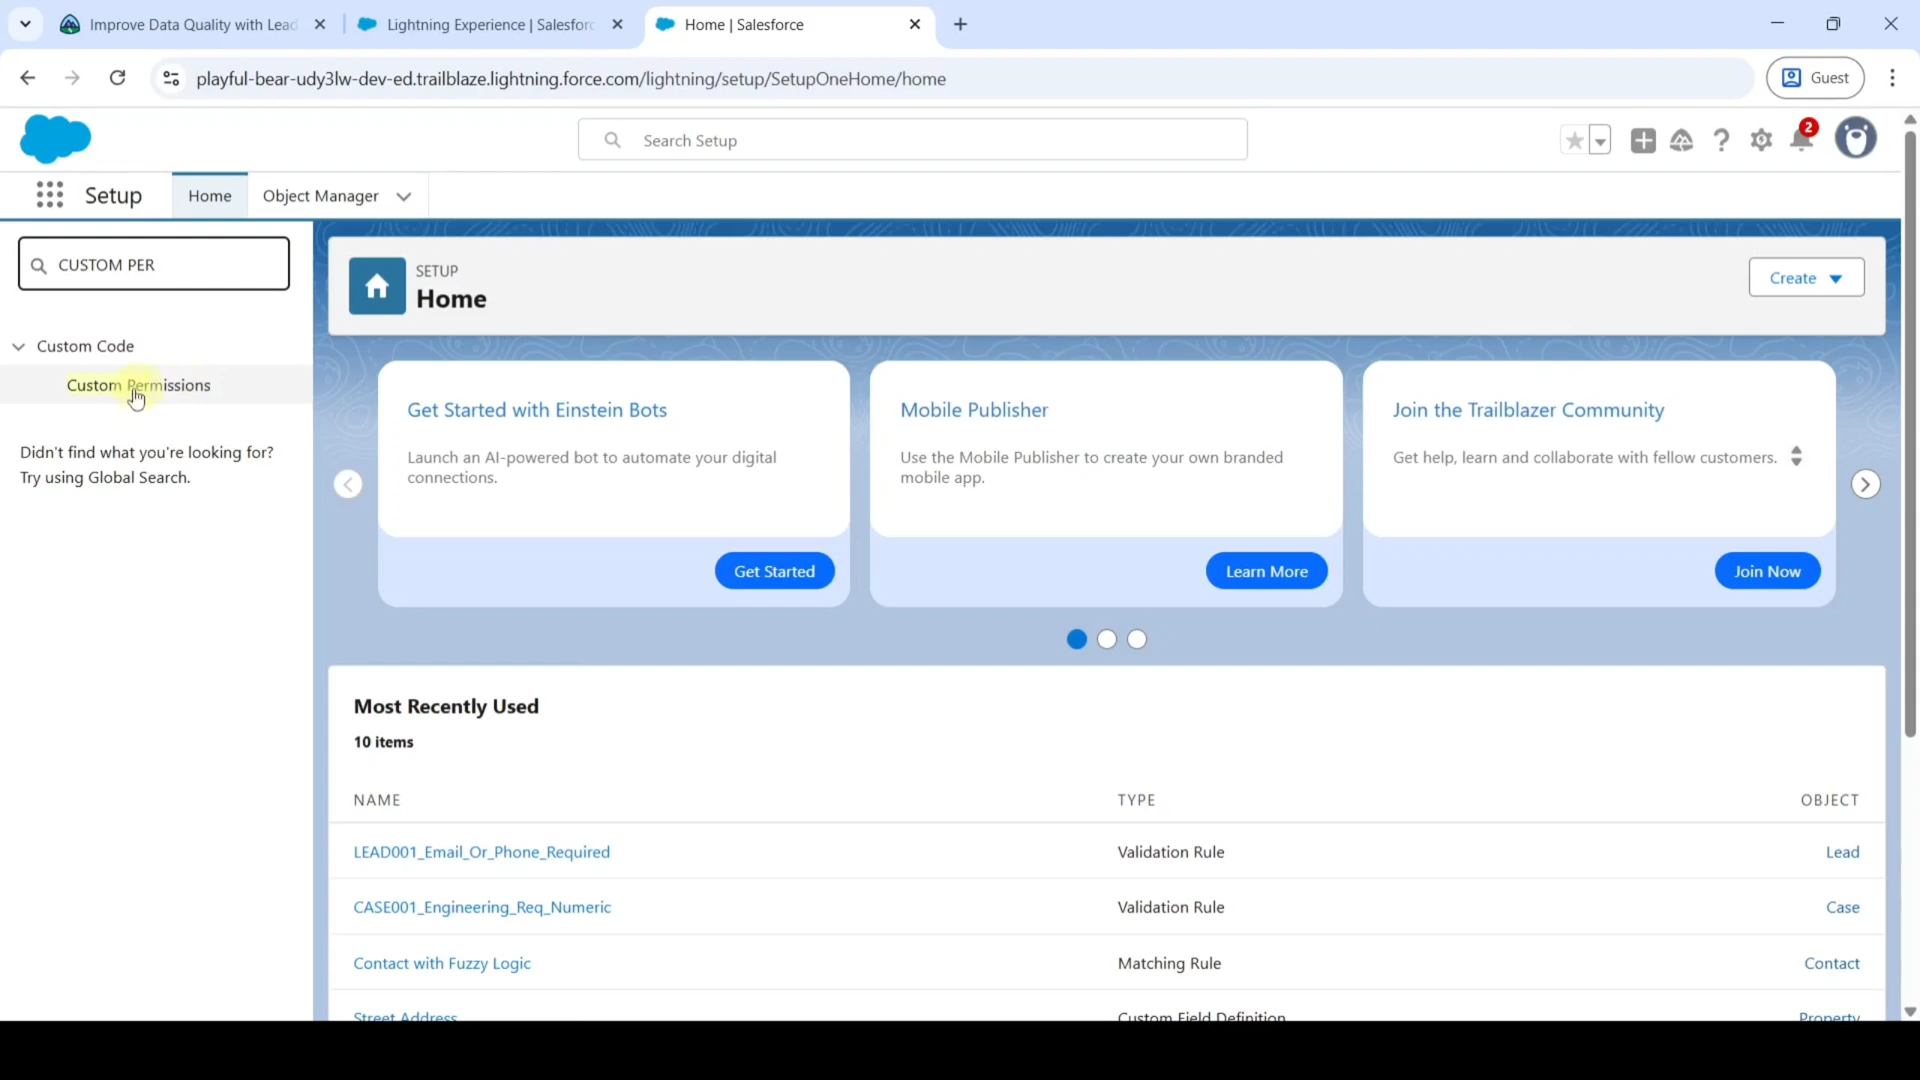 Improve Data Quality with Lead
Lightning Experience | Salesforc
Home | Salesforce
playful-bear-udy3lw-dev-ed.trailblaze.lightning.force.com/lightning/setup/SetupOneHome/home
Guest
Search Setup
2
Setup
Home
Object Manager
CUSTOM PER
Custom Code
Custom Permissions
Didn't find what you're looking for?
Try using Global Search.
SETUP
Home
Create
Get Started with Einstein Bots
Launch an AI-powered bot to automate your digital
connections.
Get Started
Mobile Publisher
Use the Mobile Publisher to create your own branded
mobile app.
Learn More
Join the Trailblazer Community
Get help, learn and collaborate with fellow customers.
Join Now
Most Recently Used
10 items
NAME TYPE OBJECT
LEAD001_Email_Or_Phone_Required Validation Rule Lead
CASE001_Engineering_Req_Numeric Validation Rule Case
Contact with Fuzzy Logic Matching Rule Contact
Street Address Custom Field Definition Property